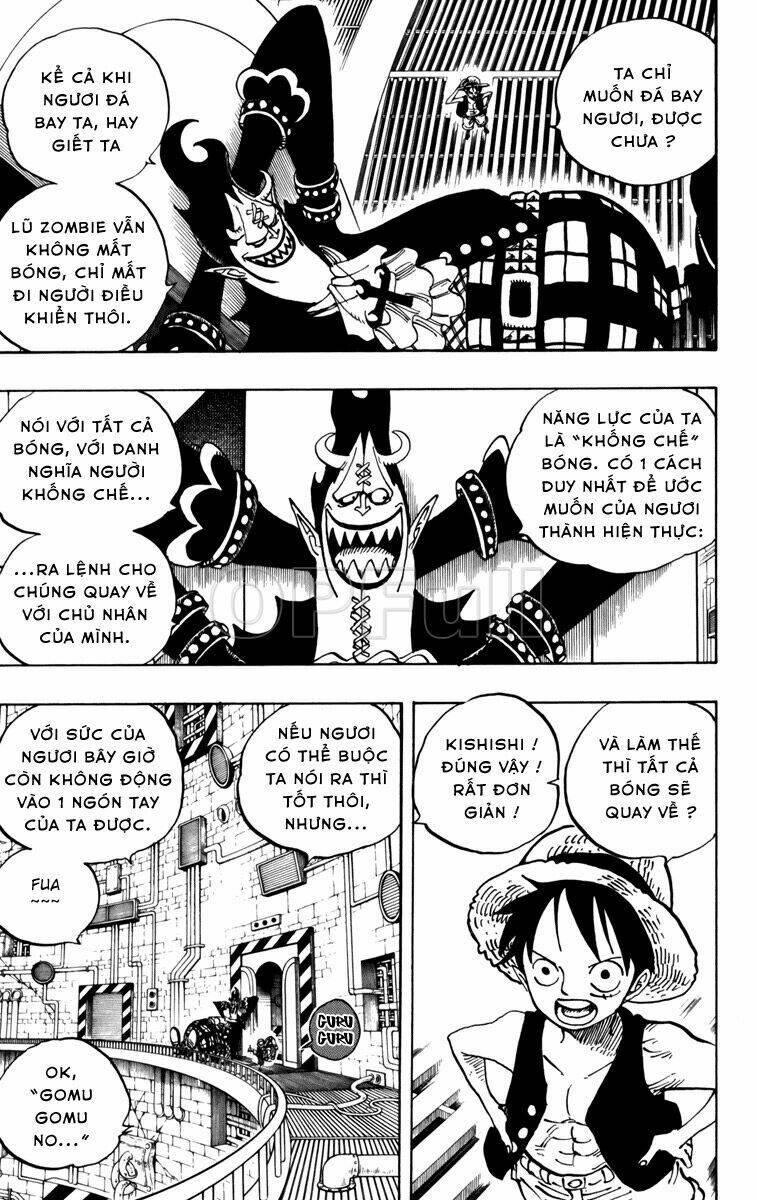 TA CHỈ
MUỐN ĐÁ BAY
NGƯƠI, ĐƯỢC
CHƯA ?
KỂ CẢ KHI
NGƯƠI ĐÁ
BAY TA, HAY
GIẾT TA
LŨ ZOMBIE VẪN
KHÔNG MẤT
BÓNG, CHỈ MẤT
ĐI NGƯỜI ĐIỀU
KHIỂN THÔI.
NĂNG LỰC CỦA TA
LÀ “KHỐNG CHẾ”
BÓNG. CÓ 1 CÁCH
DUY NHẤT ĐỂ ƯỚC
MUỐN CỦA NGƯƠI
THÀNH HIỆN THỰC:
NÓI VỚI TẤT CẢ
BÓNG, VỚI DANH
NGHĨA NGƯỜI
KHỐNG CHẾ...
...RA LỆNH CHO
CHÚNG QUAY VỀ
VỚI CHỦ NHÂN
CỦA MÌNH.
OPFull
VÀ LÀM THẾ
THÌ TẤT CẢ
BÓNG SẼ
QUAY VỀ ?
KISHISHI !
ĐÚNG VẬY !
RẤT ĐƠN
GIẢN !
NẾU NGƯƠI
CÓ THỂ BUỘC
TA NÓI RA THÌ
TỐT THÔI,
NHƯNG...
VỚI SỨC CỦA
NGƯƠI BÂY GIỜ
CÒN KHÔNG ĐỘNG
VÀO 1 NGÓN TAY
CỦA TA ĐƯỢC.
FUA
~~~
GURU
GURU
OK,
“GOMU
GOMU
NO...”